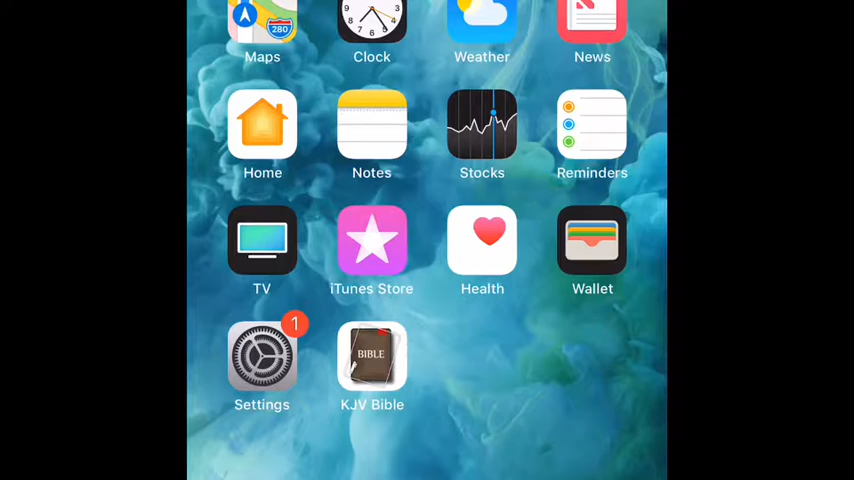 280
Maps
Clock
Weather
News
Home
Notes
Stocks
Reminders
TV
iTunes Store
Health
Wallet
1
BIBLE
Settings
KJV Bible